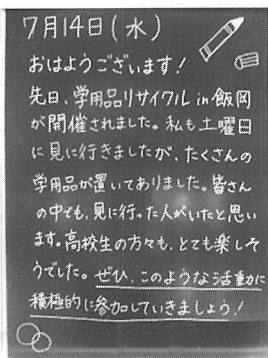 7月14日(水)
おはようございます!
先日、学用品リサイクルin飯岡
が開催されました。私も土曜日
に見に行きましたが、たくさんの
学用品が置いてありました。皆さん
の中でも、見に行った人がいたと思い
ます。高校生の方々も、とても楽しそ
うでした。ぜひ、このような活動に
積極的に参加していきましょう!